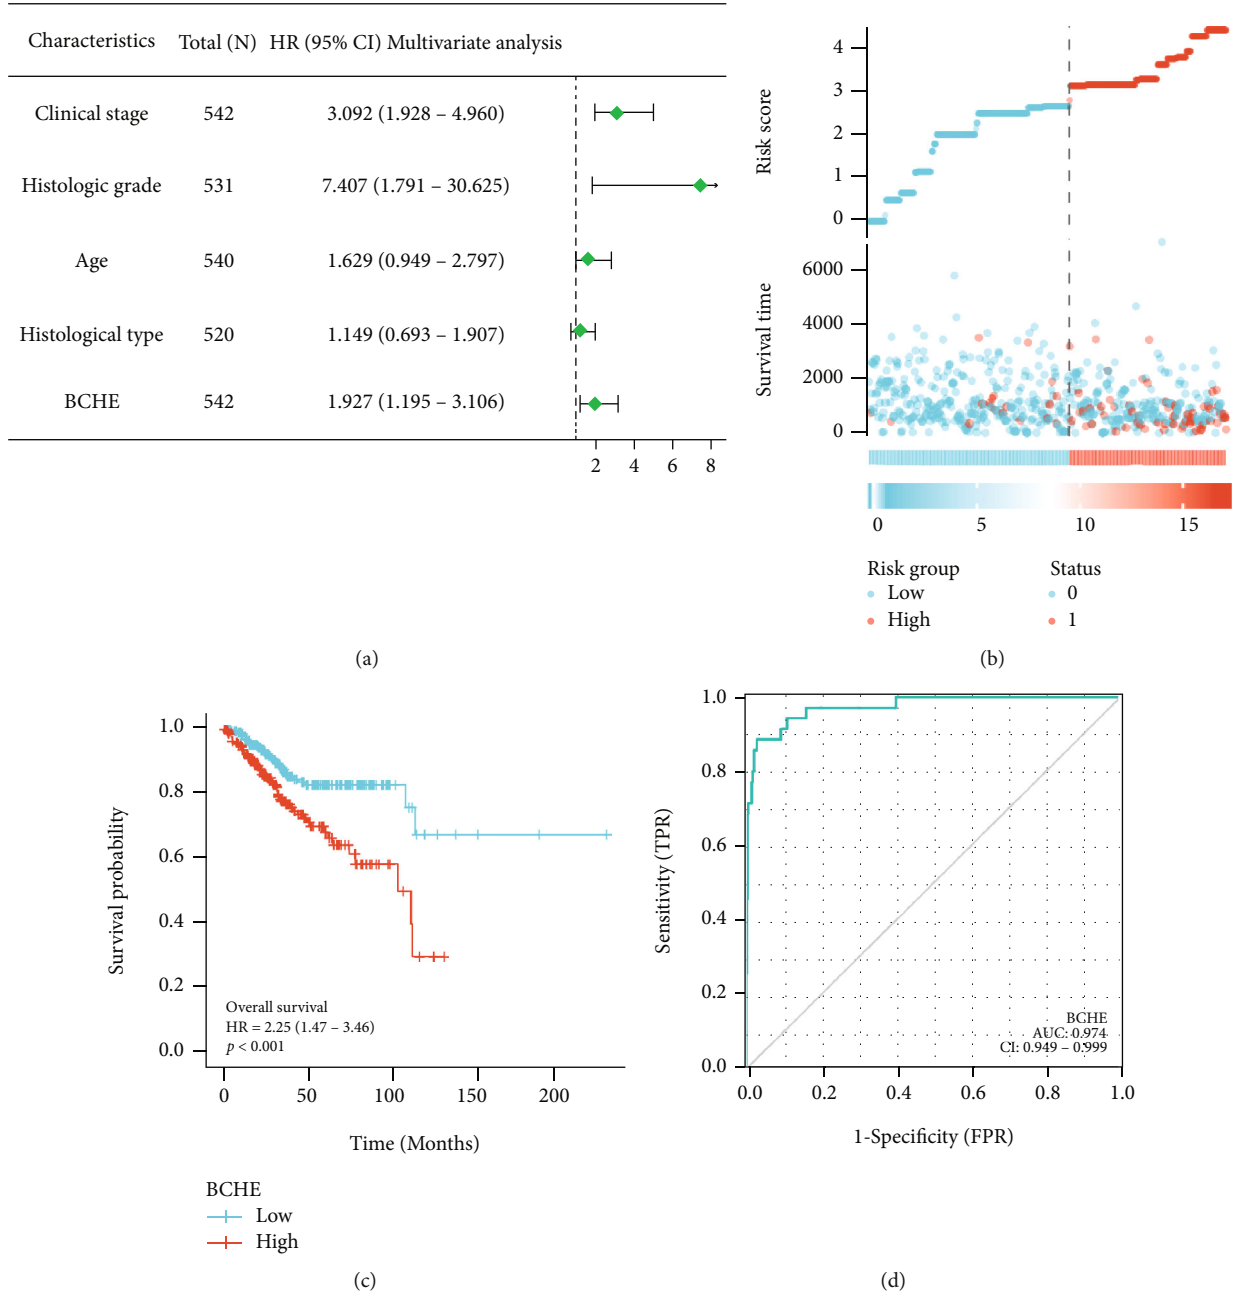 Characteristics Total (N) HR (95% CI) Multivariate analysis
Clinical stage 542 3.092 (1.928 – 4.960)
Histologic grade 531 7.407 (1.791 – 30.625)
Age 540 1.629 (0.949 – 2.797)
Histological type 520 1.149 (0.693 – 1.907)
BCHE 542 1.927 (1.195 – 3.106)
2 4 6 8
(a)
Risk score
4
3
2
1
0
Survival time
6000
4000
2000
0
0 5 10 15
Risk group Status
Low 0
High 1
(b)
Survival probability
1.0
0.8
0.6
0.4
0.2
0.0
Overall survival
HR = 2.25 (1.47 – 3.46)
p < 0.001
0 50 100 150 200
Time (Months)
BCHE
Low
High
(c)
Sensitivity (TPR)
1.0
0.8
0.6
0.4
0.2
0.0
BCHE
AUC: 0.974
CI: 0.949 – 0.999
0.0 0.2 0.4 0.6 0.8 1.0
1-Specificity (FPR)
(d)